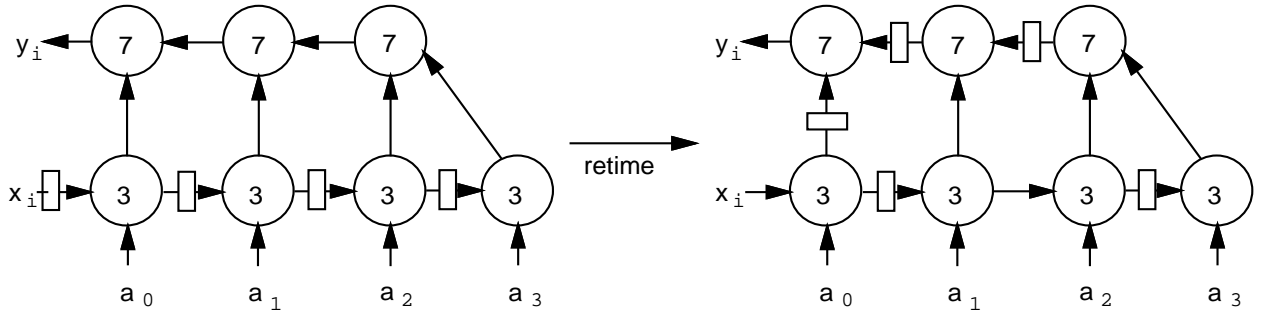 y i 7 7 7 y i 7 7 7
retime
x i 3 3 3 3 x i 3 3 3 3
a 0 a 1 a 2 a 3 a 0 a 1 a 2 a 3